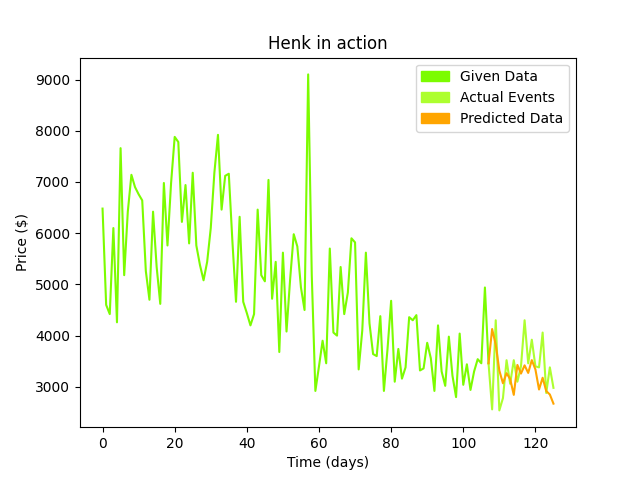 Henk in action
Given Data
Actual Events
Predicted Data
Price ($)
9000
8000
7000
6000
5000
4000
3000
0 20 40 60 80 100 120
Time (days)